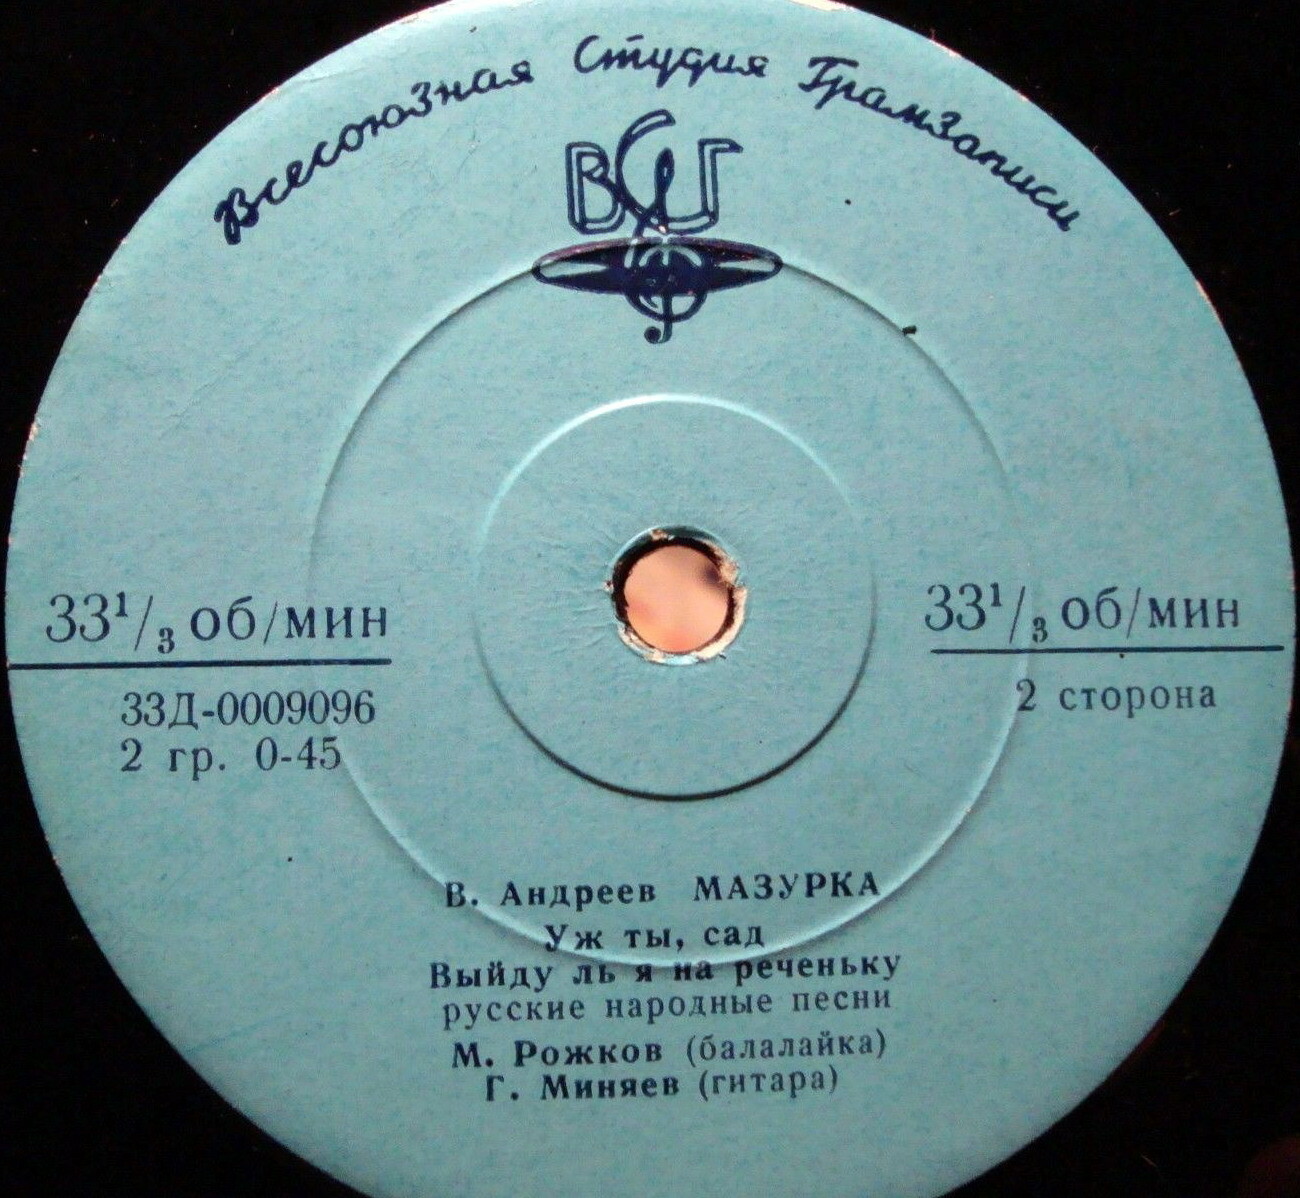 Всесоюзная Студия Грамзаписи
ВСГ
33¹/₃ об/мин
33Д-0009096
2 гр. 0-45
33¹/₃ об/мин
2 сторона
В. Андреев МАЗУРКА
Уж ты, сад
Выйду ль я на реченьку
русские народные песни
М. Рожков (балалайка)
Г. Миняев (гитара)